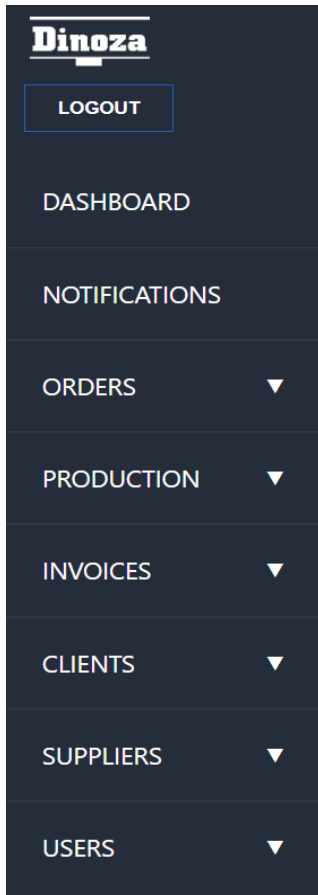 Dinoza
LOGOUT
DASHBOARD
NOTIFICATIONS
ORDERS ▼
PRODUCTION ▼
INVOICES ▼
CLIENTS ▼
SUPPLIERS ▼
USERS ▼